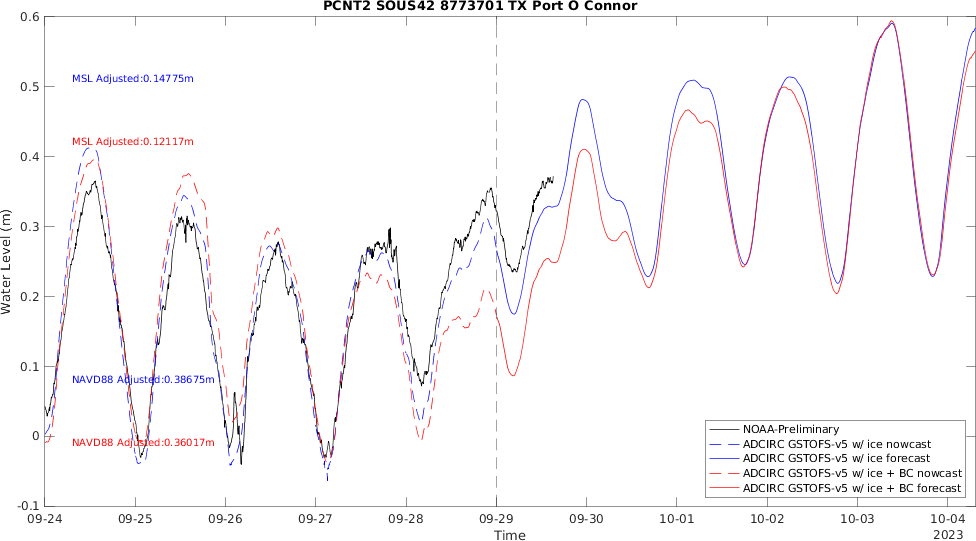 PCNT2 SOUS42 8773701 TX Port O Connor
0.6
0.5
0.4
0.3
0.2
0.1
0
-0.1
Water Level (m)
MSL Adjusted:0.14775m
MSL Adjusted:0.12117m
NAVD88 Adjusted:0.38675m
NAVD88 Adjusted:0.36017m
NOAA-Preliminary
ADCIRC GSTOFS-v5 w/ ice nowcast
ADCIRC GSTOFS-v5 w/ ice forecast
ADCIRC GSTOFS-v5 w/ ice + BC nowcast
ADCIRC GSTOFS-v5 w/ ice + BC forecast
09-24 09-25 09-26 09-27 09-28 09-29 09-30 10-01 10-02 10-03 10-04
Time 2023